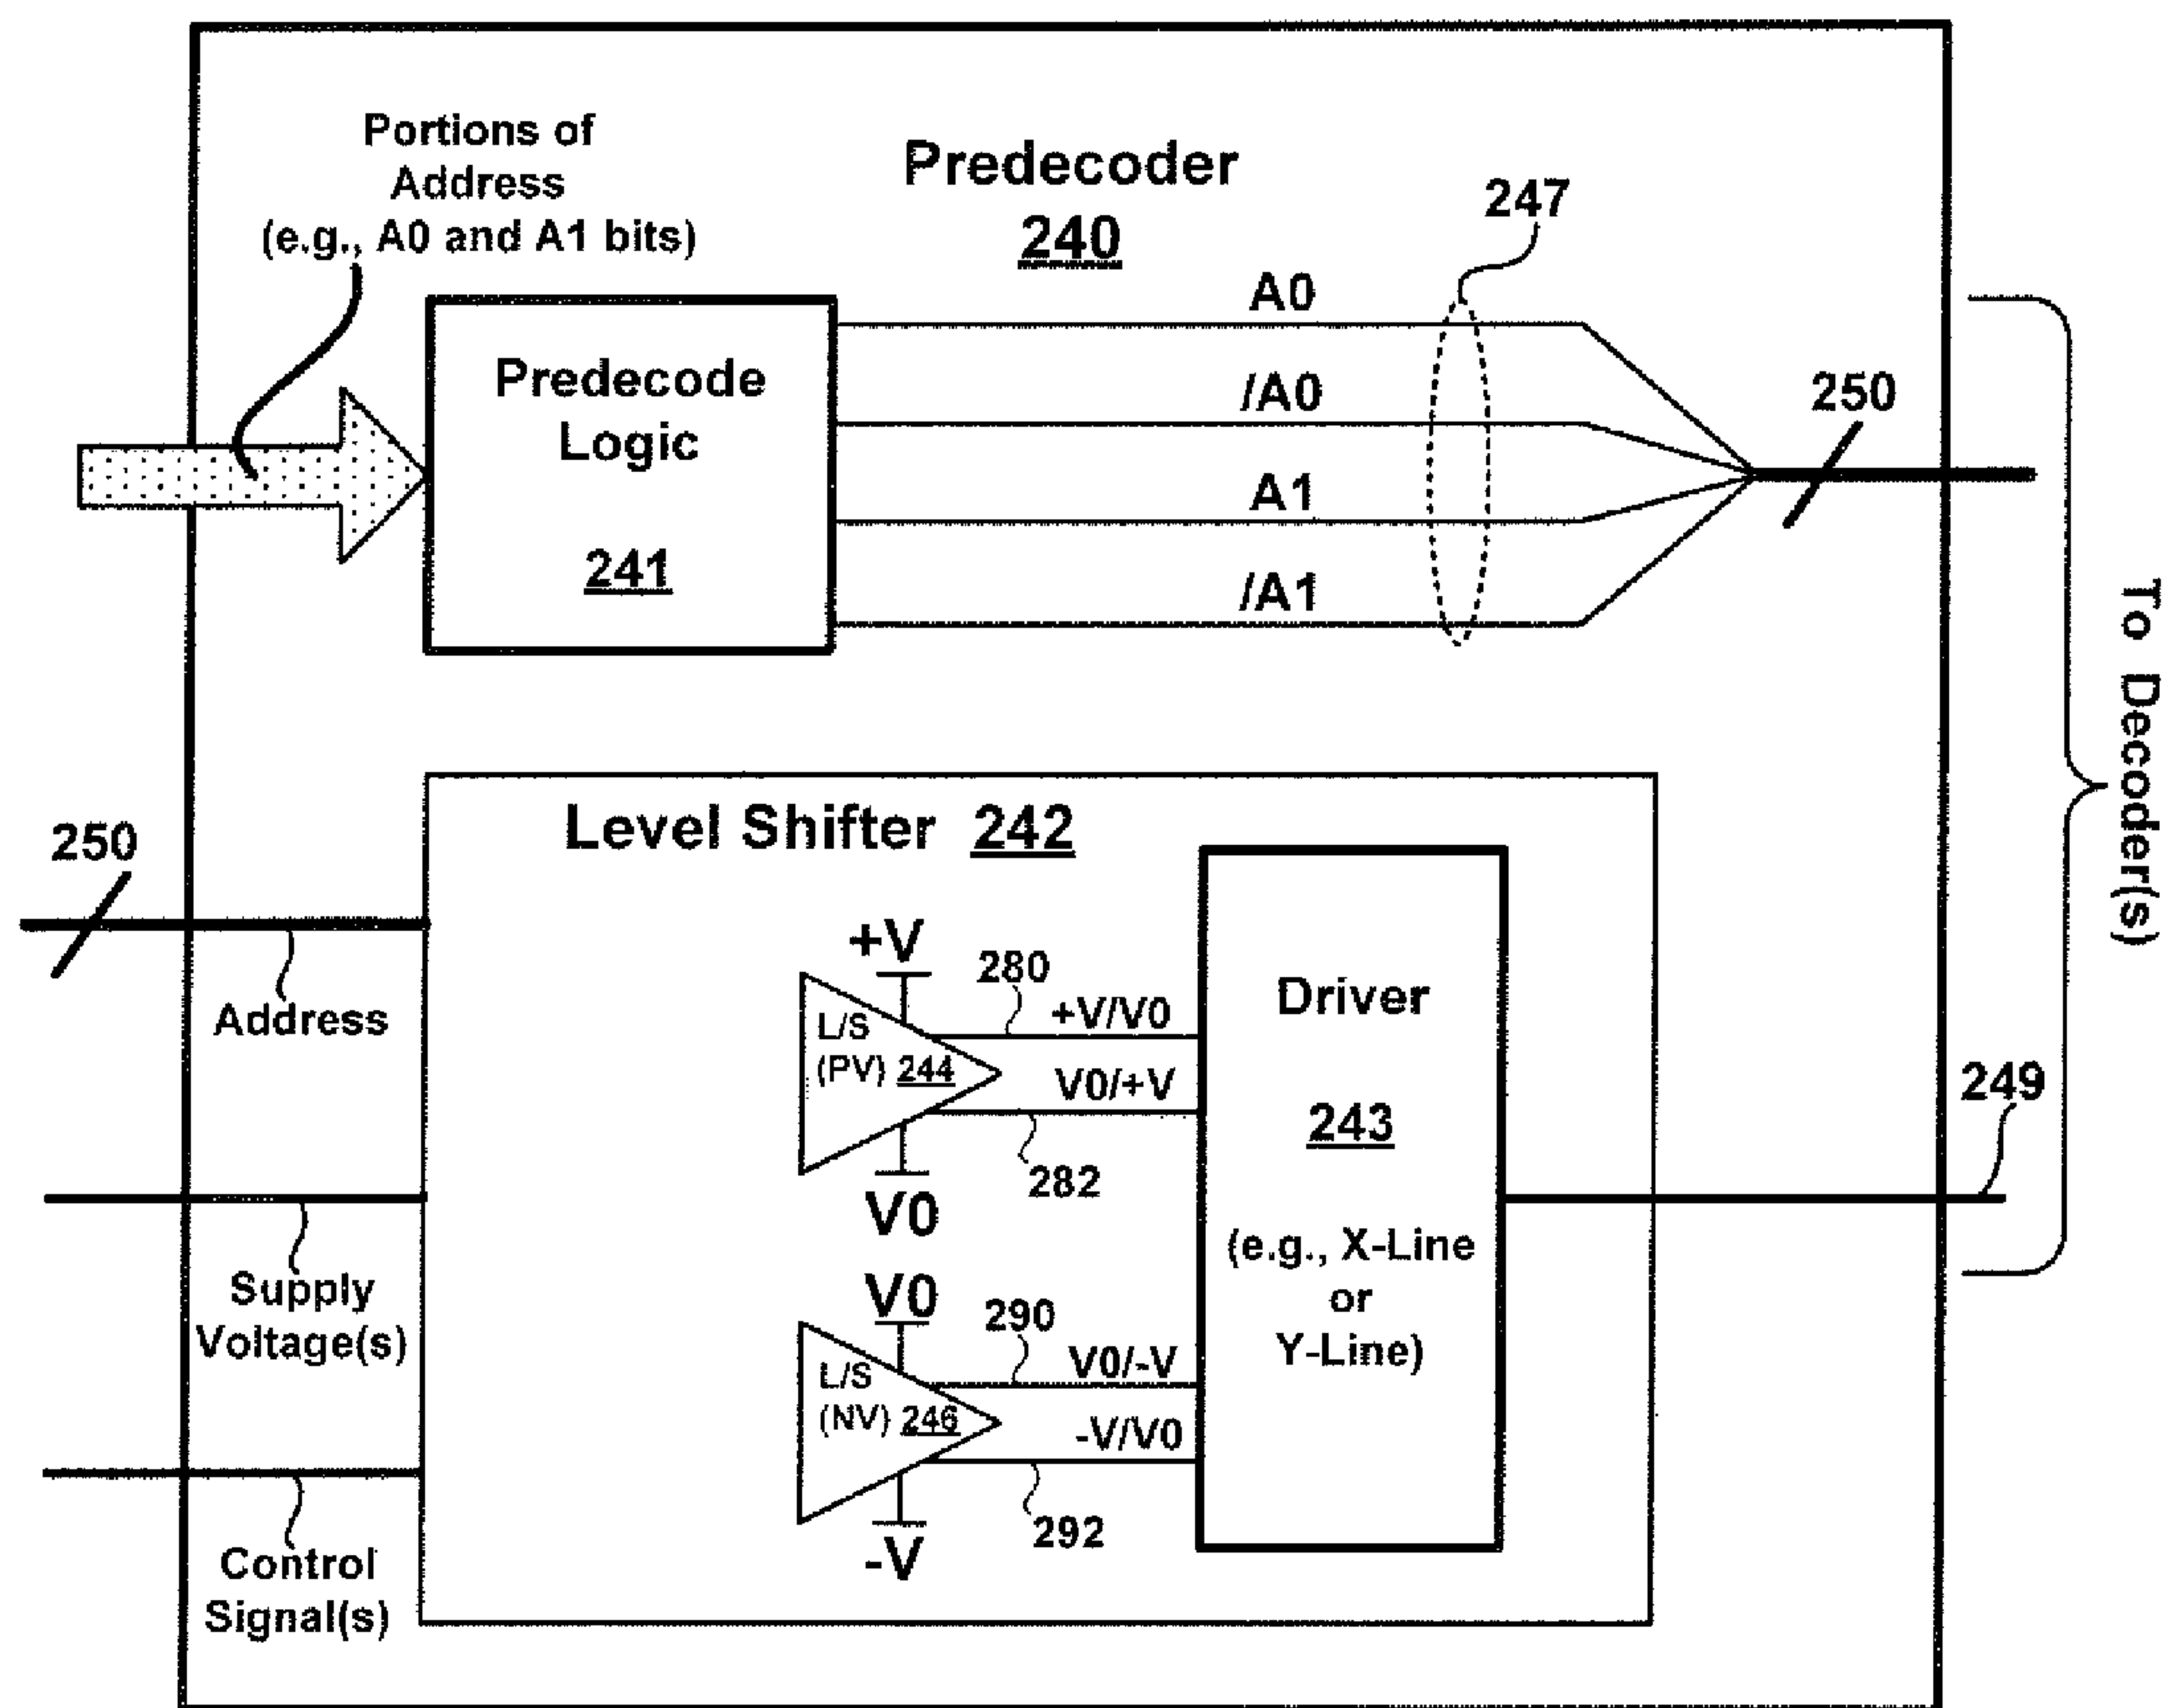 Portions of
Address
(e.g., A0 and A1 bits)
Predecoder
240
247
A0
/A0
A1
/A1
Predecode
Logic
241
250
To Decoder(s)
250
Address
Supply
Voltage(s)
Control
Signal(s)
Level Shifter 242
+V
L/S
(PV) 244
V0
280
+V/V0
V0/+V
282
V0
L/S
(NV) 246
-V
290
V0/-V
-V/V0
292
Driver
243
(e.g., X-Line
or
Y-Line)
249